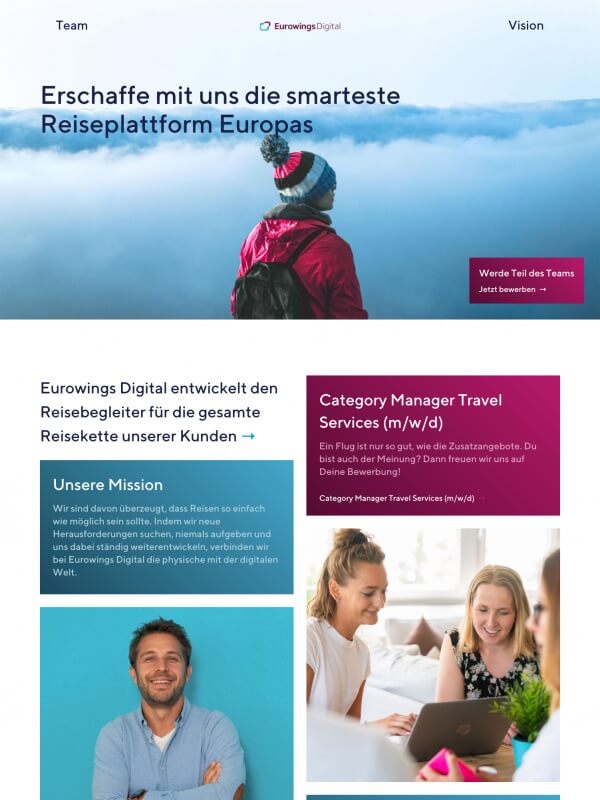 Team
EurowingsDigital
Vision
Erschaffe mit uns die smarteste
Reiseplattform Europas
Werde Teil des Teams
Jetzt bewerben →
Eurowings Digital entwickelt den
Reisebegleiter für die gesamte
Reisekette unserer Kunden →
Unsere Mission
Wir sind davon überzeugt, dass Reisen so einfach
wie möglich sein sollte. Indem wir neue
Herausforderungen suchen, niemals aufgeben und
uns dabei ständig weiterentwickeln, verbinden wir
bei Eurowings Digital die physische mit der digitalen
Welt.
Category Manager Travel
Services (m/w/d)
Ein Flug ist nur so gut, wie die Zusatzangebote. Du
bist auch der Meinung? Dann freuen wir uns auf
Deine Bewerbung!
Category Manager Travel Services (m/w/d) →